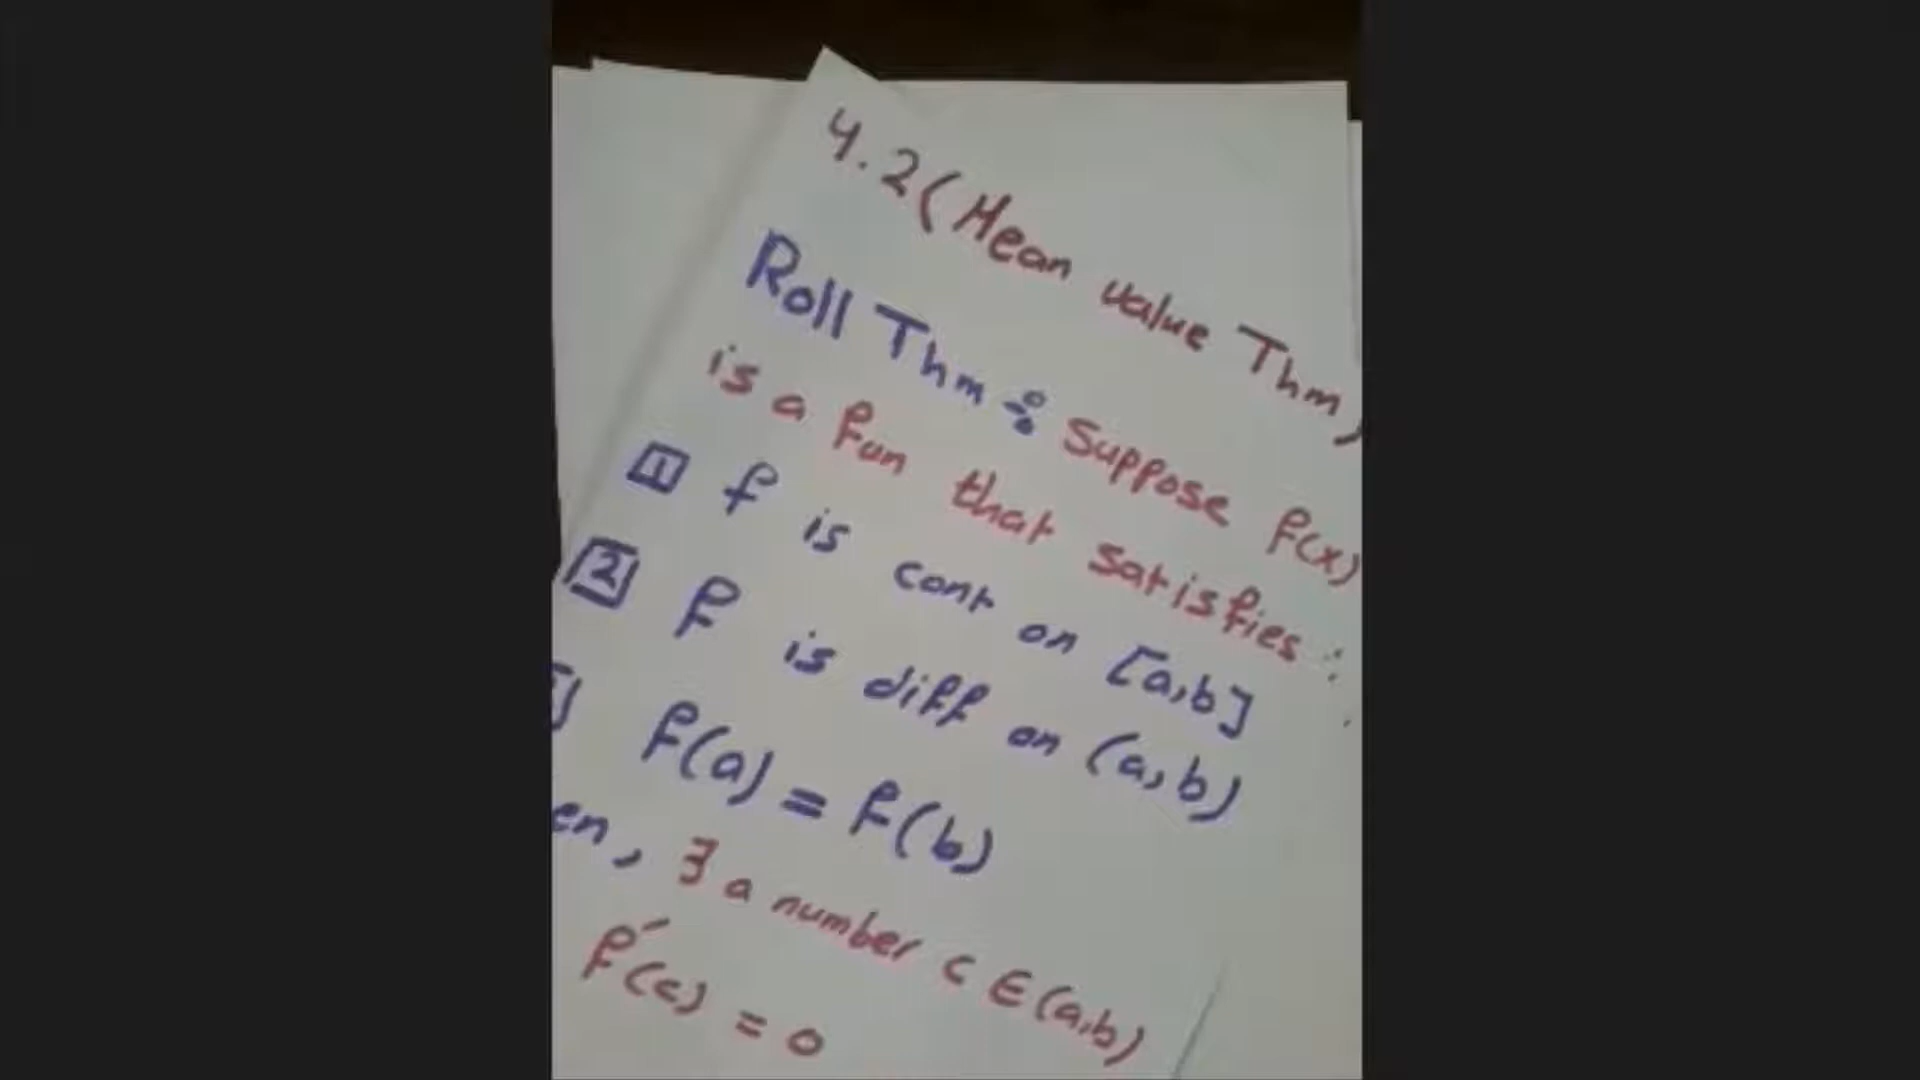 4.2 (Mean value Thm)
Roll Thm : Suppose f(x)
is a fun that satisfies :
1 f is cont on [a,b]
2 f is diff on (a,b)
] f(a) = f(b)
en, ∃ a number c ∈ (a,b)
f'(c) = 0